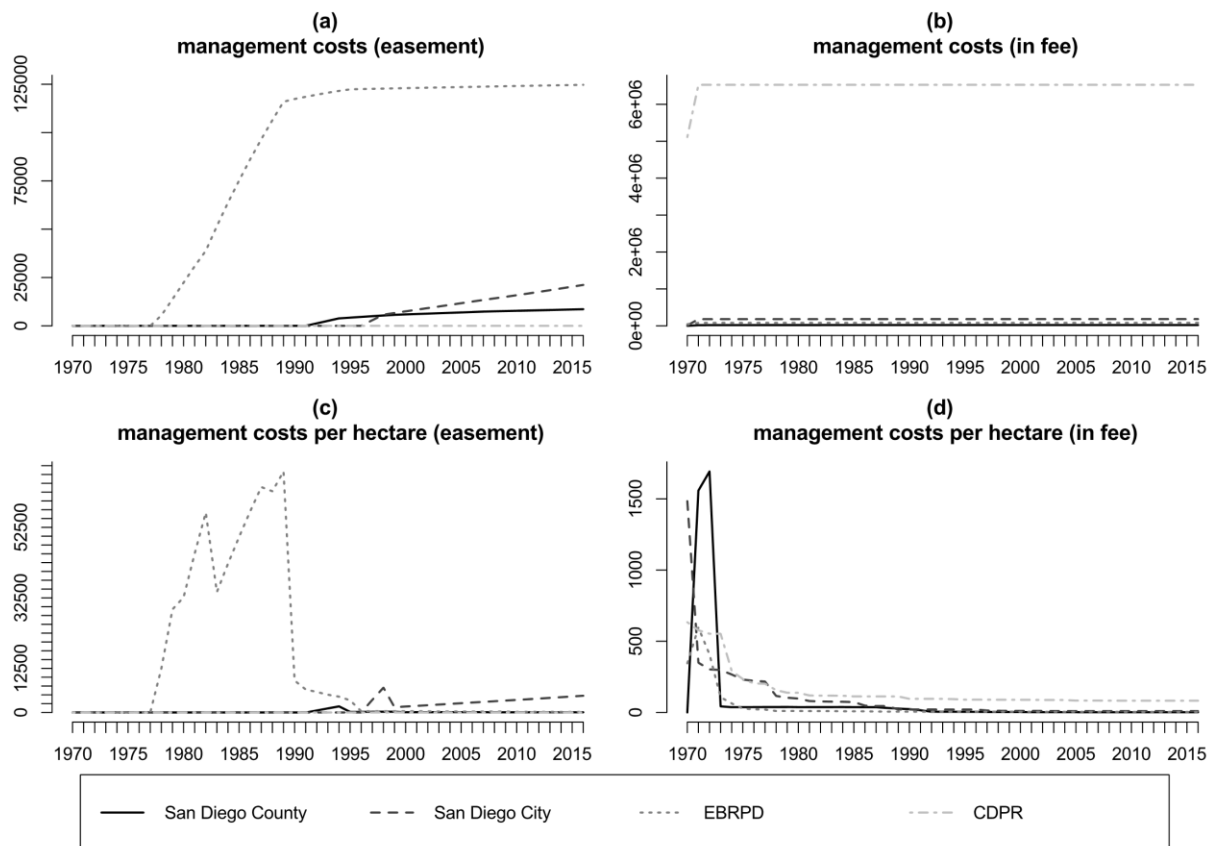 (a)
management costs (easement)
125000
75000
25000
0
1970 1975 1980 1985 1990 1995 2000 2005 2010 2015
(b)
management costs (in fee)
6e+06
4e+06
2e+06
0e+00
1970 1975 1980 1985 1990 1995 2000 2005 2010 2015
(c)
management costs per hectare (easement)
52500
32500
12500
0
1970 1975 1980 1985 1990 1995 2000 2005 2010 2015
(d)
management costs per hectare (in fee)
1500
1000
500
0
1970 1975 1980 1985 1990 1995 2000 2005 2010 2015
San Diego County San Diego City EBRPD CDPR